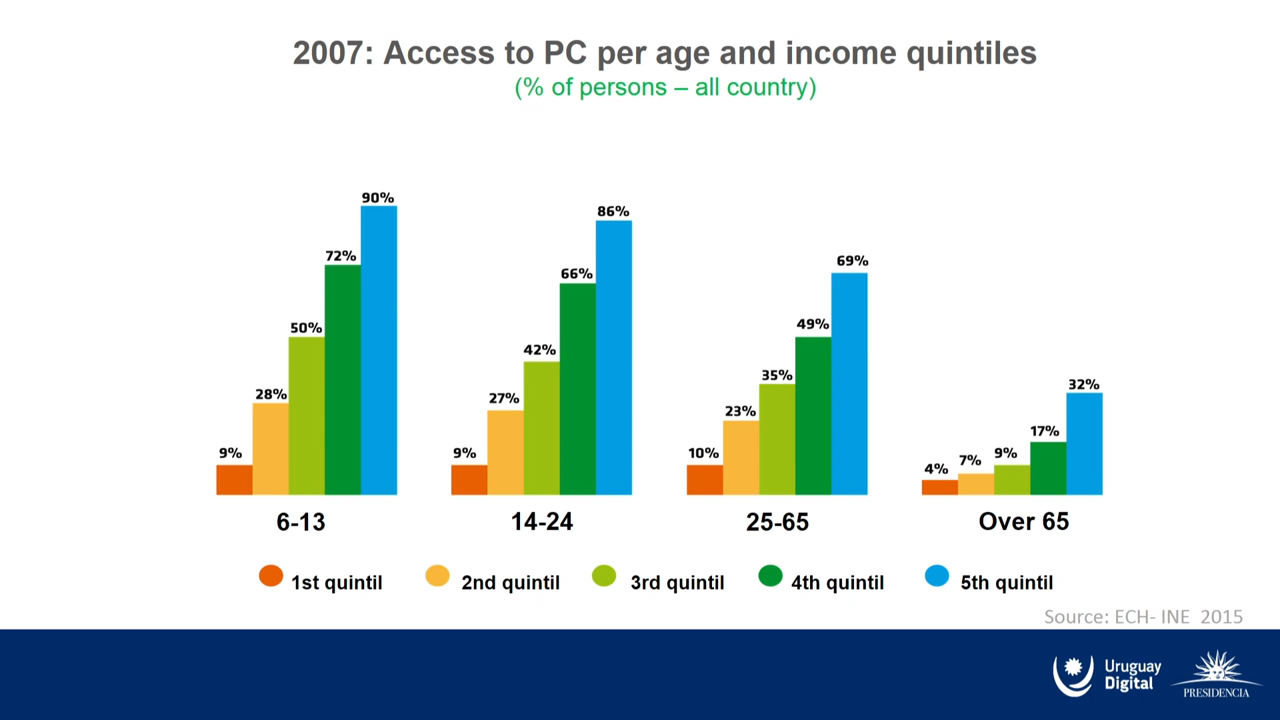 2007: Access to PC per age and income quintiles
(% of persons – all country)
9%
28%
50%
72%
90%
9%
27%
42%
66%
86%
10%
23%
35%
49%
69%
4%
7%
9%
17%
32%
6-13
14-24
25-65
Over 65
1st quintil
2nd quintil
3rd quintil
4th quintil
5th quintil
Source: ECH- INE 2015
Uruguay
Digital
PRESIDENCIA